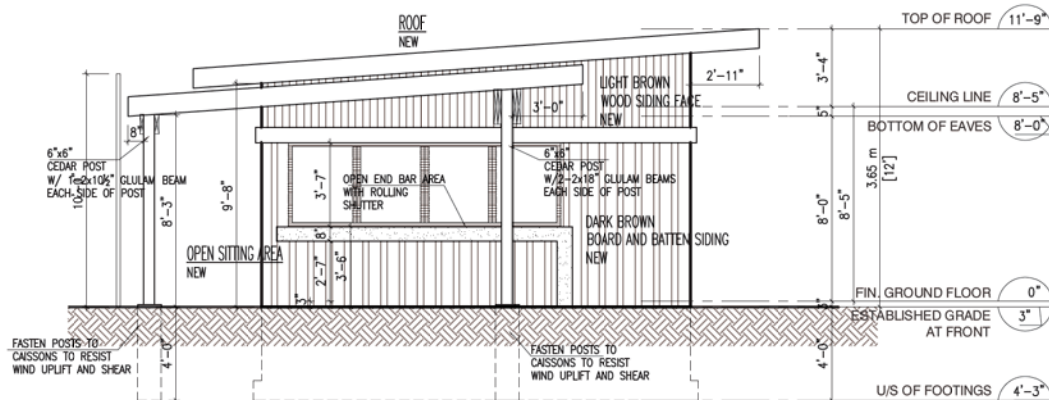 ROOF
NEW
TOP OF ROOF 11'-9"
3'-4"
2'-11"
LIGHT BROWN
WOOD SIDING FACE
NEW
3'-0"
CEILING LINE 8'-5"
5"
BOTTOM OF EAVES 8'-0"
8"
6"x6"
CEDAR POST
EACH SIDE OF POST
8'-3"
9'-8"
6"x6"
CEDAR POST
W/2-2x18" GLULAM BEAMS
EACH SIDE OF POST
OPEN END BAR AREA
WITH ROLLING
SHUTTER
3'-7"
8"
2'-7"
3'-6"
3"
3.65 m
[12']
8'-0"
8'-5"
DARK BROWN
BOARD AND BATTEN SIDING
NEW
OPEN SITTING AREA
NEW
3"
FIN. GROUND FLOOR 0"
ESTABLISHED GRADE 3"
AT FRONT
FASTEN POSTS TO
CAISSONS TO RESIST
WIND UPLIFT AND SHEAR
4'-0"
FASTEN POSTS TO
CAISSONS TO RESIST
WIND UPLIFT AND SHEAR
4'-0"
U/S OF FOOTINGS 4'-3"